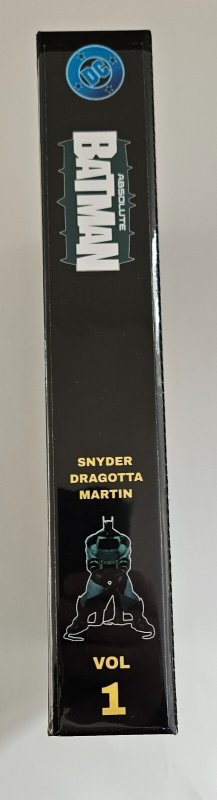 DC
ABSOLUTE
BATMAN
SNYDER
DRAGOTTA
MARTIN
VOL
1